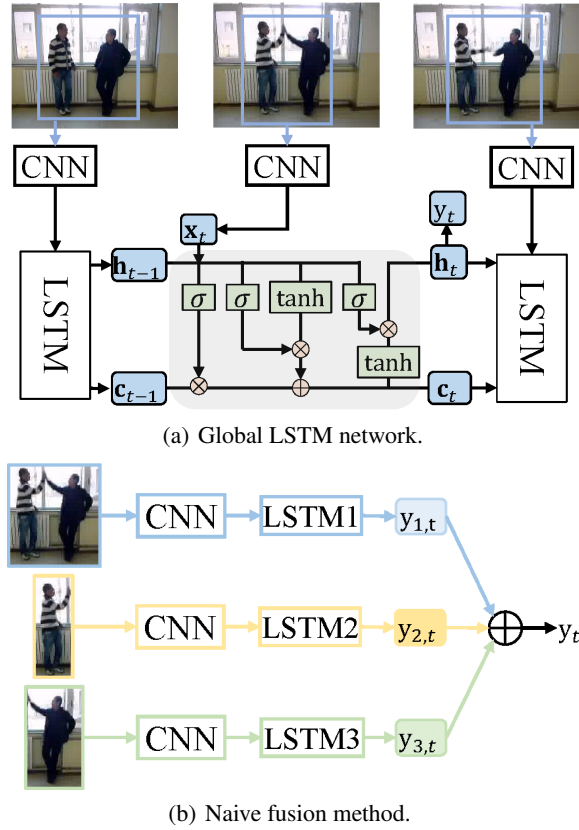 CNN
CNN
CNN
x_t
y_t
LSTM
h_{t−1}
h_t
LSTM
σ
σ
tanh
σ
⊗
⊗
tanh
c_{t−1}
⊗
⊕
c_t
(a) Global LSTM network.
CNN
LSTM1
y_{1,t}
CNN
LSTM2
y_{2,t}
⊕
y_t
CNN
LSTM3
y_{3,t}
(b) Naive fusion method.